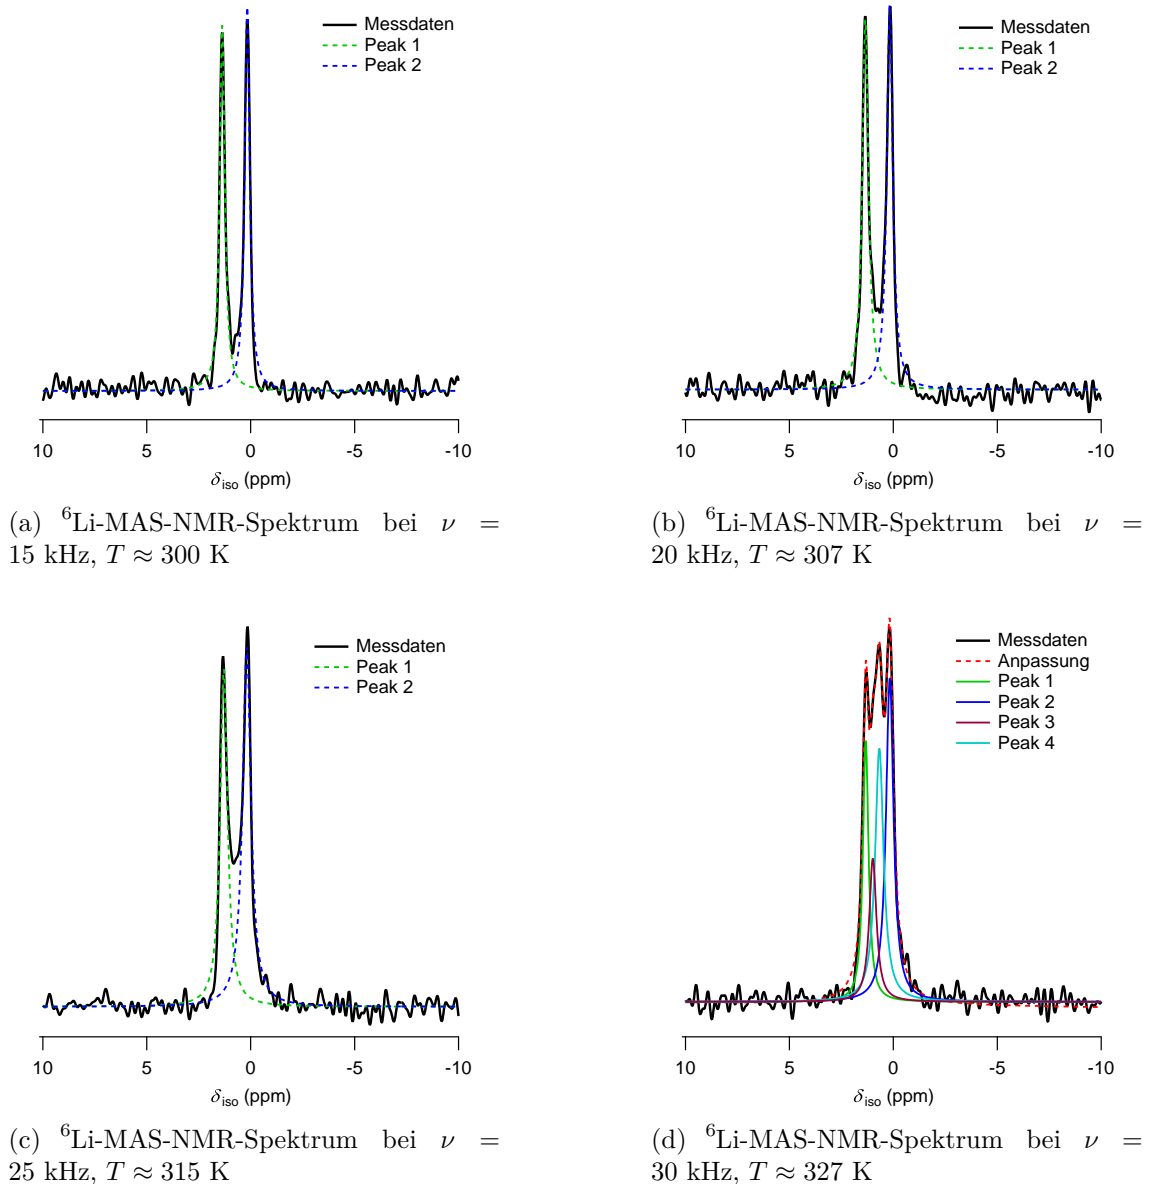 Messdaten
Peak 1
Peak 2
10 5 0 -5 -10
δiso (ppm)
(a) ⁶Li-MAS-NMR-Spektrum bei ν =
15 kHz, T ≈ 300 K
Messdaten
Peak 1
Peak 2
10 5 0 -5 -10
δiso (ppm)
(b) ⁶Li-MAS-NMR-Spektrum bei ν =
20 kHz, T ≈ 307 K
Messdaten
Peak 1
Peak 2
10 5 0 -5 -10
δiso (ppm)
(c) ⁶Li-MAS-NMR-Spektrum bei ν =
25 kHz, T ≈ 315 K
Messdaten
Anpassung
Peak 1
Peak 2
Peak 3
Peak 4
10 5 0 -5 -10
δiso (ppm)
(d) ⁶Li-MAS-NMR-Spektrum bei ν =
30 kHz, T ≈ 327 K